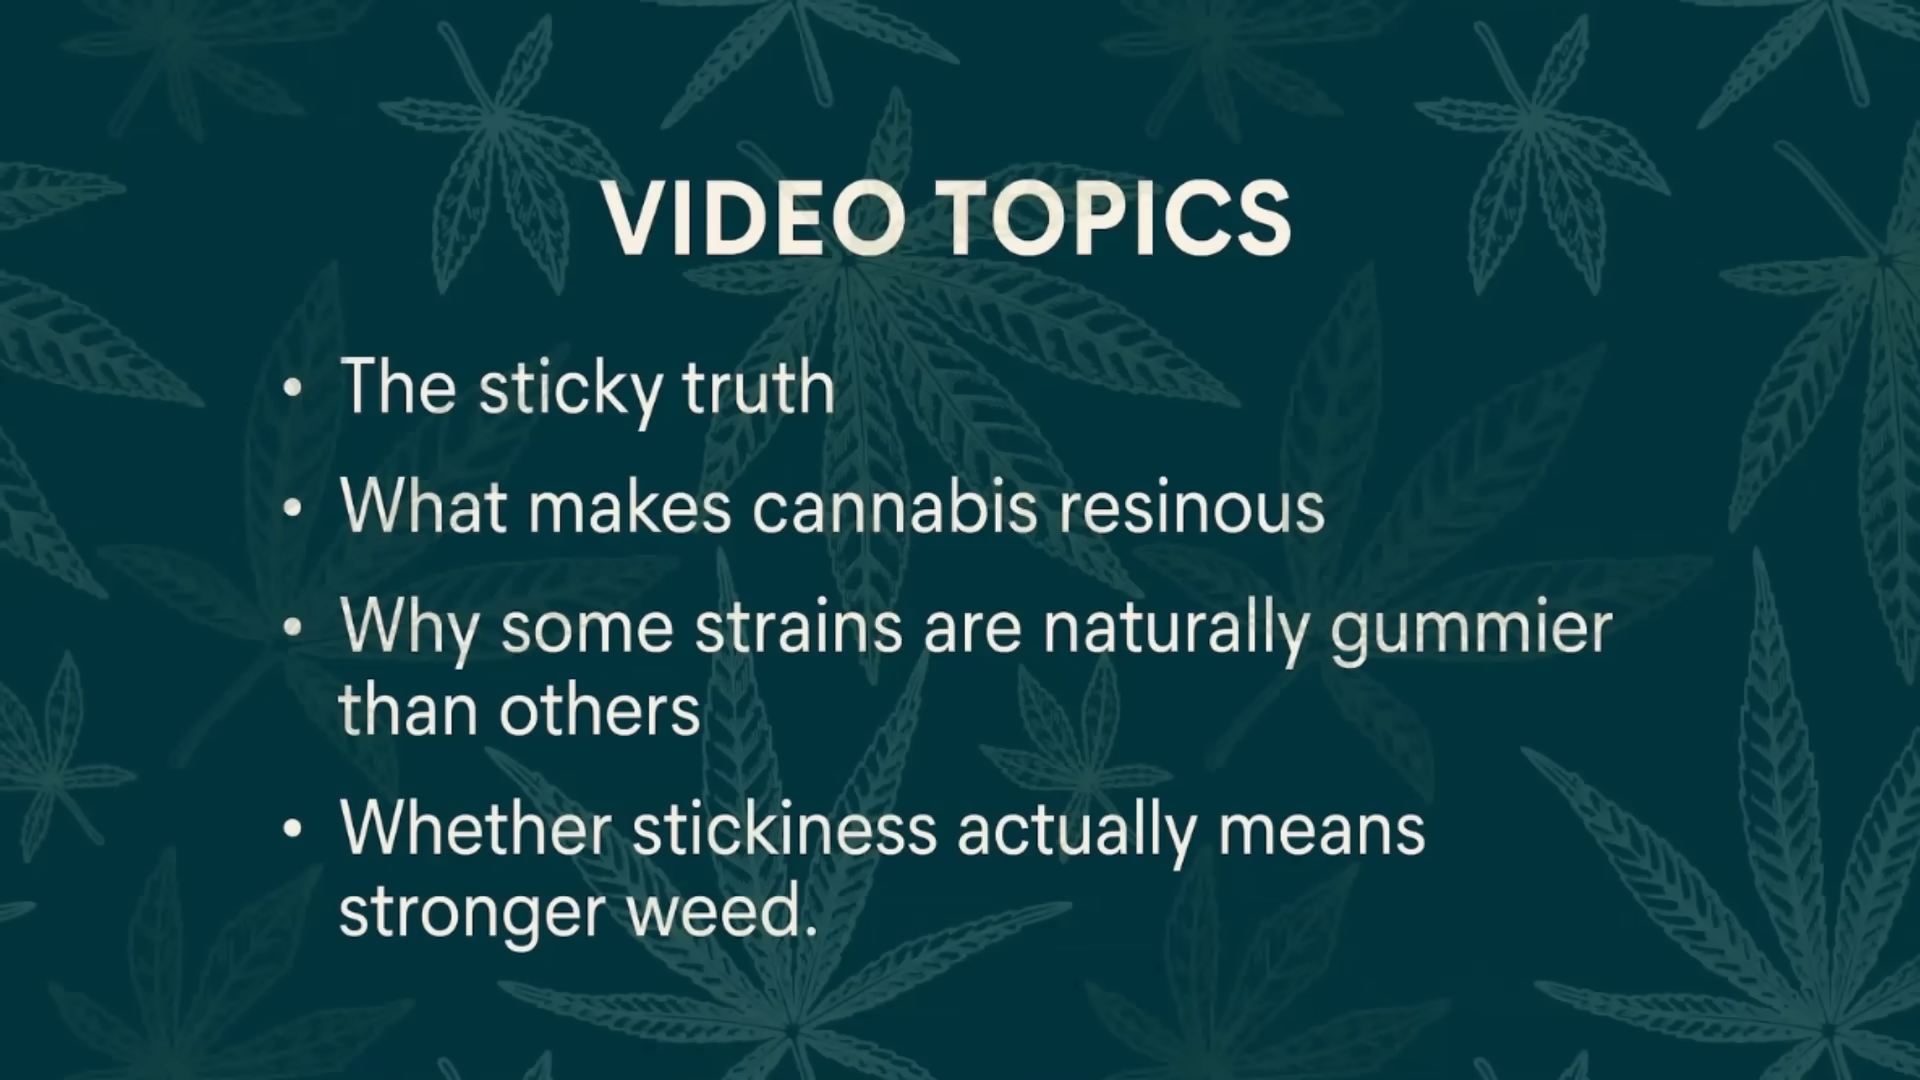 VIDEO TOPICS
• The sticky truth
• What makes cannabis resinous
• Why some strains are naturally gummier
than others
• Whether stickiness actually means
stronger weed.